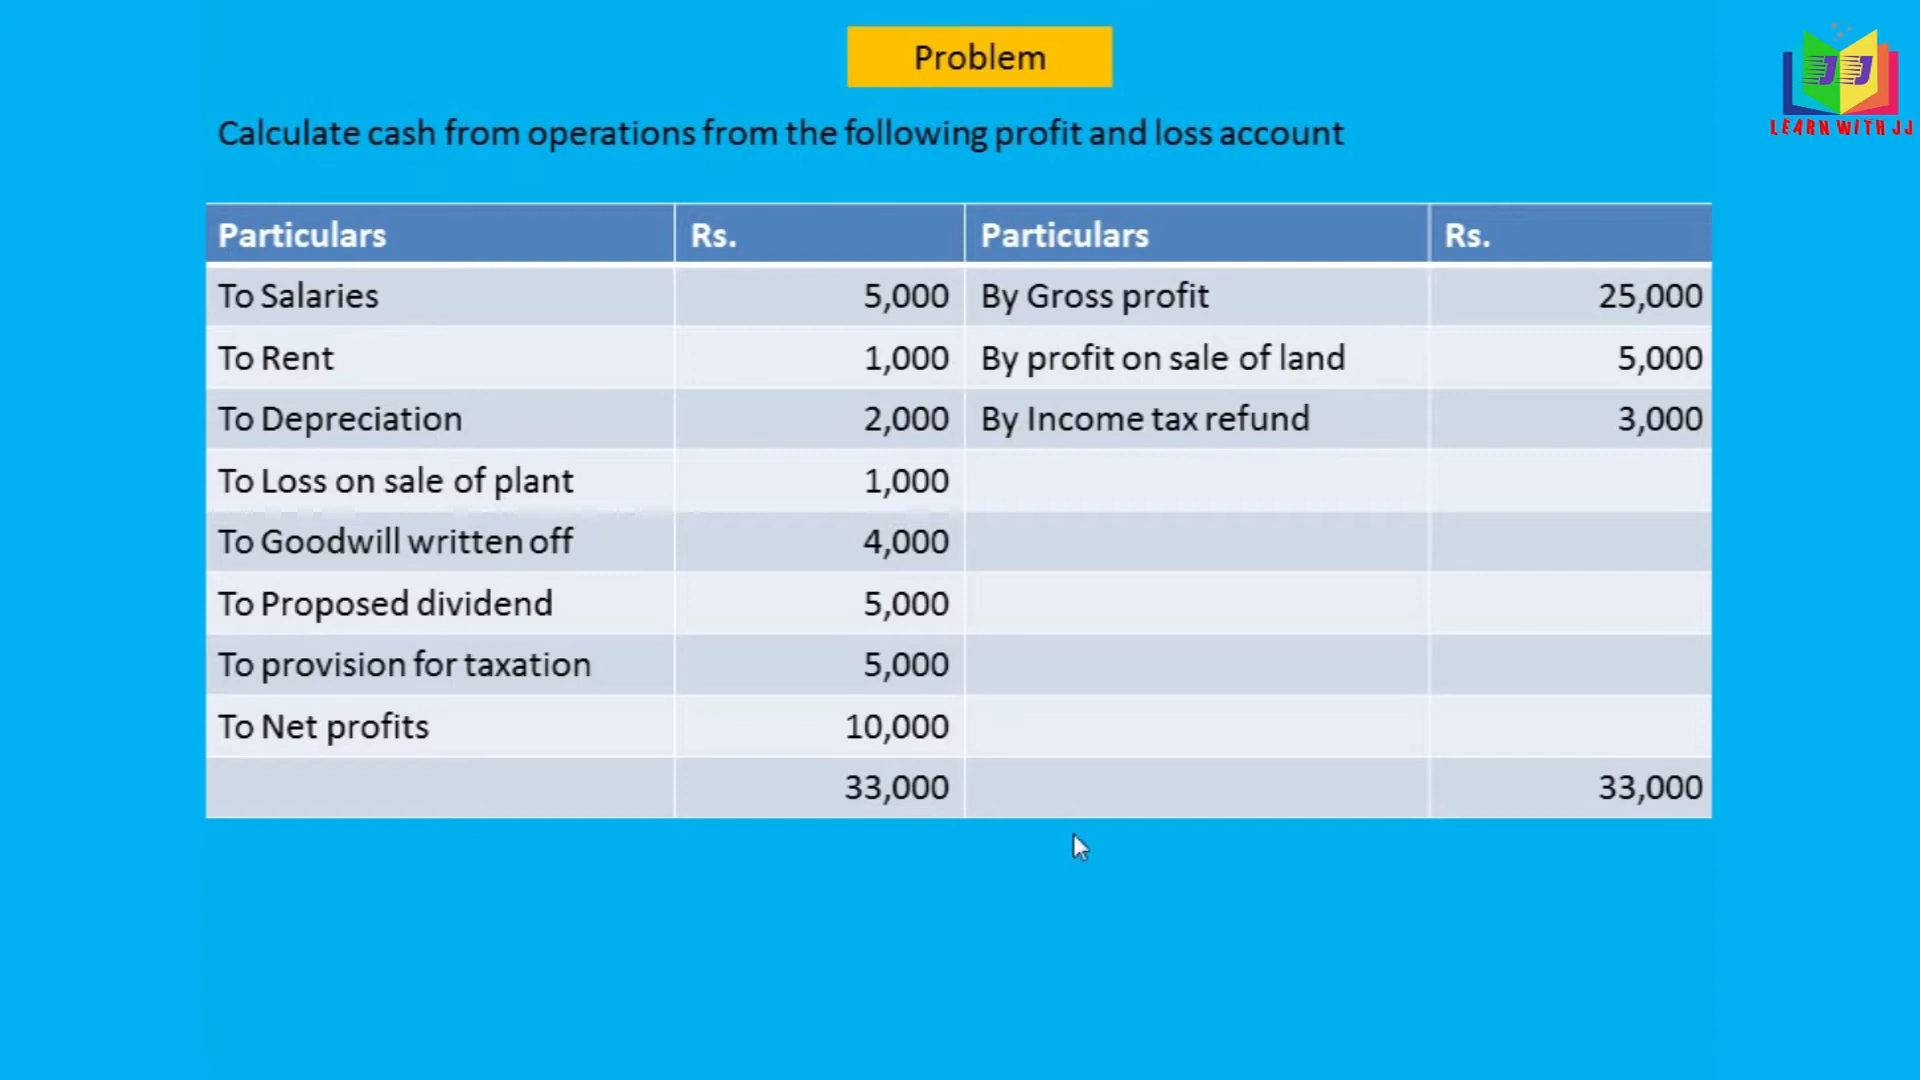 Problem
JJ
LEARN WITH JJ
Calculate cash from operations from the following profit and loss account
Particulars Rs. Particulars Rs.
To Salaries 5,000 By Gross profit 25,000
To Rent 1,000 By profit on sale of land 5,000
To Depreciation 2,000 By Income tax refund 3,000
To Loss on sale of plant 1,000
To Goodwill written off 4,000
To Proposed dividend 5,000
To provision for taxation 5,000
To Net profits 10,000
33,000 33,000